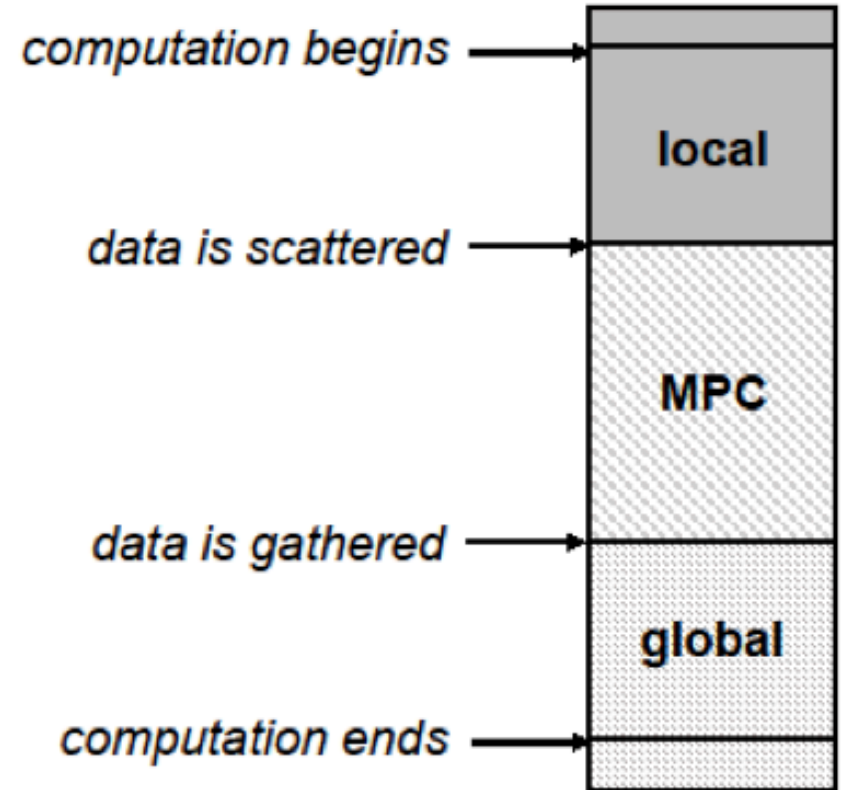 computation begins
local
data is scattered
MPC
data is gathered
global
computation ends